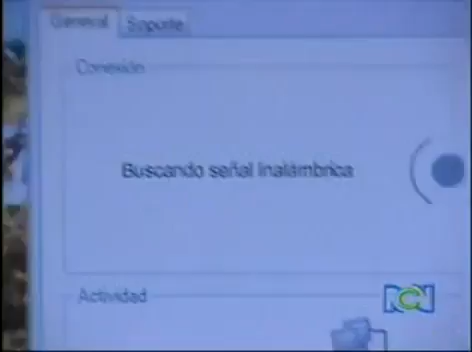 General Soporte
Conexión
Buscando señal inalámbrica
Actividad
RCN